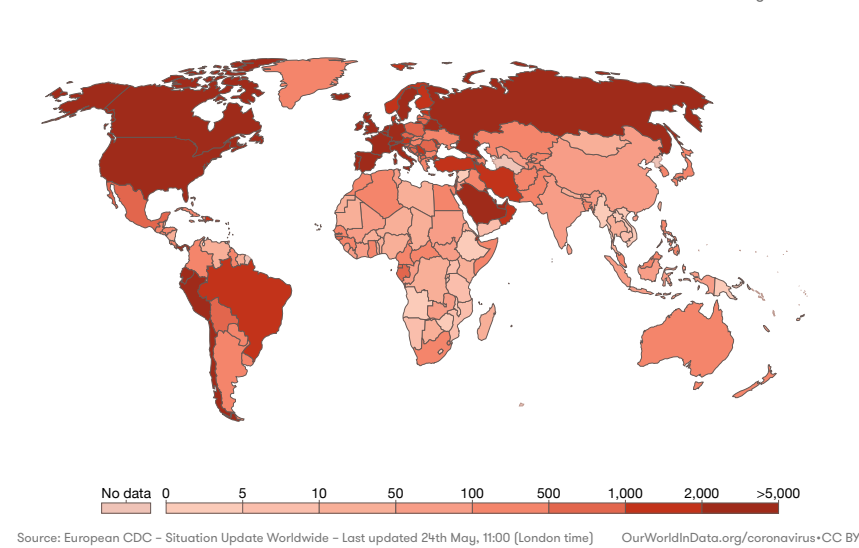 No data 0 5 10 50 100 500 1,000 2,000 >5,000
Source: European CDC – Situation Update Worldwide – Last updated 24th May, 11:00 (London time) OurWorldInData.org/coronavirus • CC BY